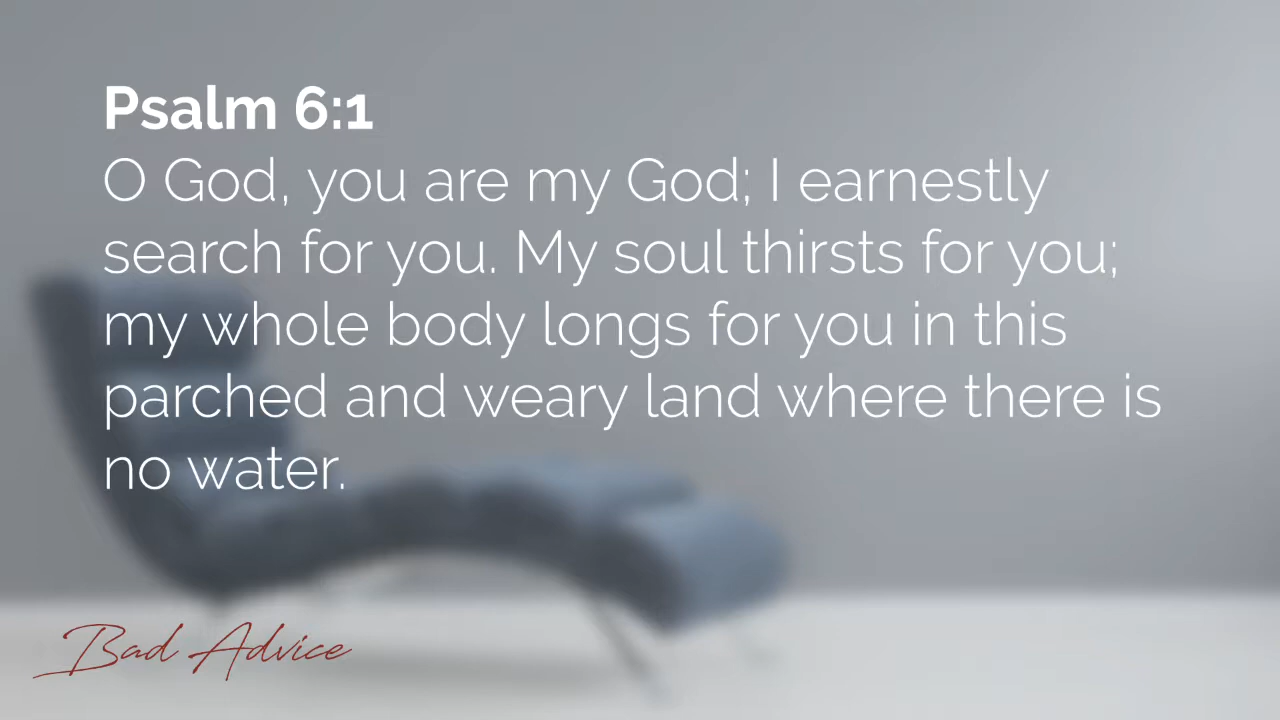 Psalm 6:1
O God, you are my God; I earnestly
search for you. My soul thirsts for you;
my whole body longs for you in this
parched and weary land where there is
no water.
Bad Advice